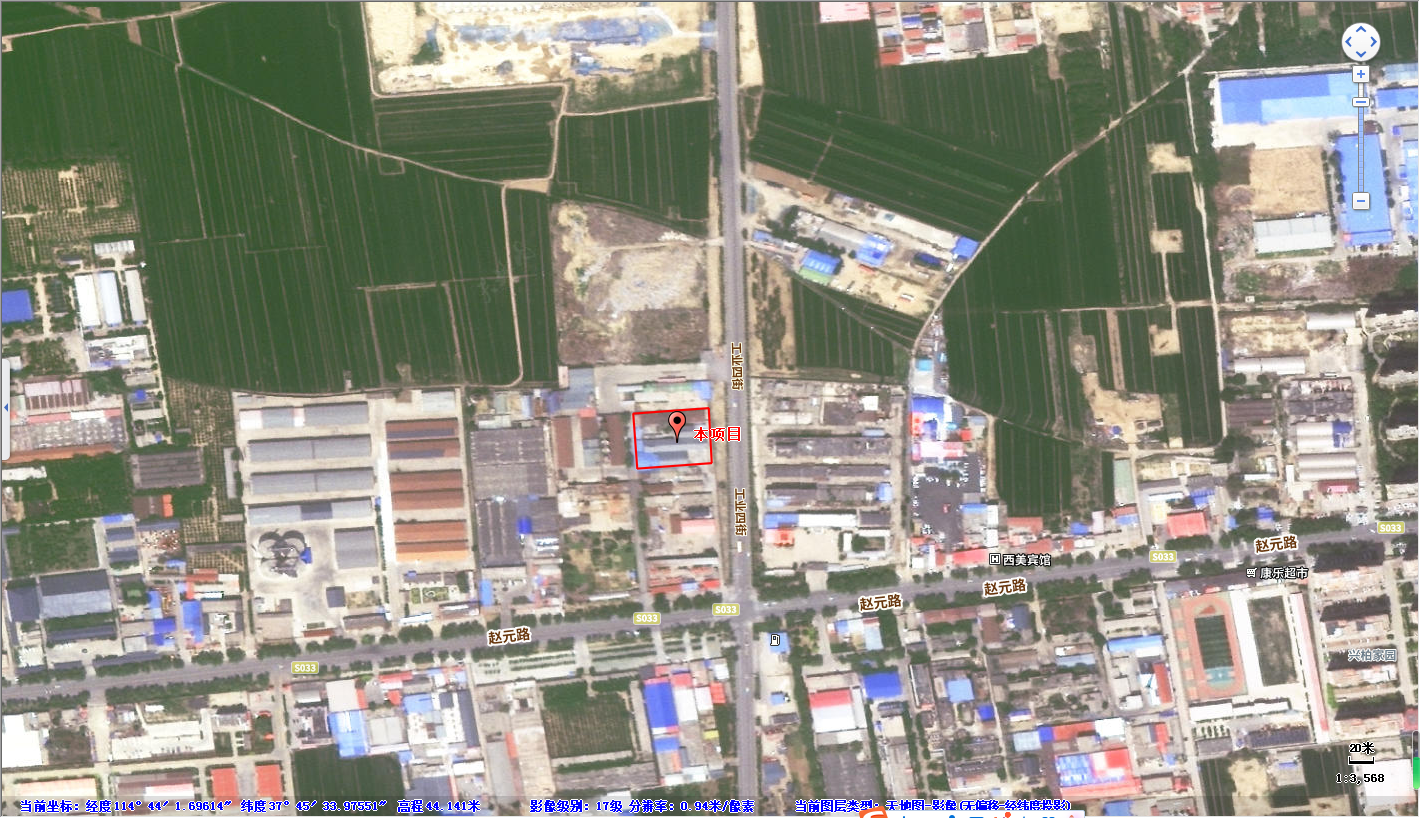 工业四街
本项目
工业四街
S033
赵元路
西美宾馆
S033
康乐超市
赵元路
赵元路
S033
S033
赵元路
兴柏家园
S033
20米
1:3,568
当前坐标：经度114° 44′ 1.69614″ 纬度37° 45′ 33.97551″ 高程44.141米 影像级别：17级 分辨率：0.94米/像素 当前图层类型：天地图-影像(无偏移-经纬度投影)